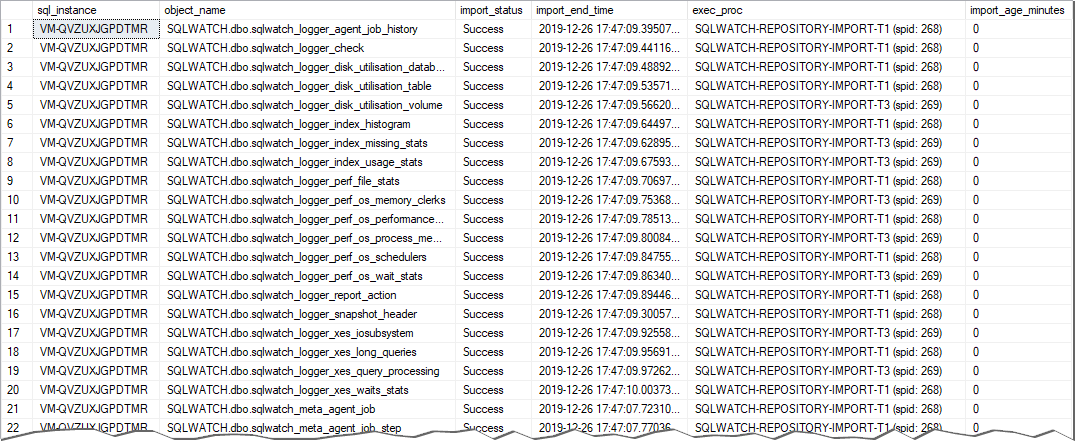 sql_instance object_name import_status import_end_time exec_proc import_age_minutes
1 VM-QVZUXJGPDTMR SQLWATCH.dbo.sqlwatch_logger_agent_job_history Success 2019-12-26 17:47:09.39507... SQLWATCH-REPOSITORY-IMPORT-T1 (spid: 268) 0
2 VM-QVZUXJGPDTMR SQLWATCH.dbo.sqlwatch_logger_check Success 2019-12-26 17:47:09.44116... SQLWATCH-REPOSITORY-IMPORT-T1 (spid: 268) 0
3 VM-QVZUXJGPDTMR SQLWATCH.dbo.sqlwatch_logger_disk_utilisation_datab... Success 2019-12-26 17:47:09.48892... SQLWATCH-REPOSITORY-IMPORT-T1 (spid: 268) 0
4 VM-QVZUXJGPDTMR SQLWATCH.dbo.sqlwatch_logger_disk_utilisation_table Success 2019-12-26 17:47:09.53571... SQLWATCH-REPOSITORY-IMPORT-T1 (spid: 268) 0
5 VM-QVZUXJGPDTMR SQLWATCH.dbo.sqlwatch_logger_disk_utilisation_volume Success 2019-12-26 17:47:09.56620... SQLWATCH-REPOSITORY-IMPORT-T3 (spid: 269) 0
6 VM-QVZUXJGPDTMR SQLWATCH.dbo.sqlwatch_logger_index_histogram Success 2019-12-26 17:47:09.64497... SQLWATCH-REPOSITORY-IMPORT-T1 (spid: 268) 0
7 VM-QVZUXJGPDTMR SQLWATCH.dbo.sqlwatch_logger_index_missing_stats Success 2019-12-26 17:47:09.62895... SQLWATCH-REPOSITORY-IMPORT-T3 (spid: 269) 0
8 VM-QVZUXJGPDTMR SQLWATCH.dbo.sqlwatch_logger_index_usage_stats Success 2019-12-26 17:47:09.67593... SQLWATCH-REPOSITORY-IMPORT-T3 (spid: 269) 0
9 VM-QVZUXJGPDTMR SQLWATCH.dbo.sqlwatch_logger_perf_file_stats Success 2019-12-26 17:47:09.70697... SQLWATCH-REPOSITORY-IMPORT-T1 (spid: 268) 0
10 VM-QVZUXJGPDTMR SQLWATCH.dbo.sqlwatch_logger_perf_os_memory_clerks Success 2019-12-26 17:47:09.75368... SQLWATCH-REPOSITORY-IMPORT-T3 (spid: 269) 0
11 VM-QVZUXJGPDTMR SQLWATCH.dbo.sqlwatch_logger_perf_os_performance... Success 2019-12-26 17:47:09.78513... SQLWATCH-REPOSITORY-IMPORT-T1 (spid: 268) 0
12 VM-QVZUXJGPDTMR SQLWATCH.dbo.sqlwatch_logger_perf_os_process_me... Success 2019-12-26 17:47:09.80084... SQLWATCH-REPOSITORY-IMPORT-T3 (spid: 269) 0
13 VM-QVZUXJGPDTMR SQLWATCH.dbo.sqlwatch_logger_perf_os_schedulers Success 2019-12-26 17:47:09.84755... SQLWATCH-REPOSITORY-IMPORT-T1 (spid: 268) 0
14 VM-QVZUXJGPDTMR SQLWATCH.dbo.sqlwatch_logger_perf_os_wait_stats Success 2019-12-26 17:47:09.86340... SQLWATCH-REPOSITORY-IMPORT-T3 (spid: 269) 0
15 VM-QVZUXJGPDTMR SQLWATCH.dbo.sqlwatch_logger_report_action Success 2019-12-26 17:47:09.89446... SQLWATCH-REPOSITORY-IMPORT-T1 (spid: 268) 0
16 VM-QVZUXJGPDTMR SQLWATCH.dbo.sqlwatch_logger_snapshot_header Success 2019-12-26 17:47:09.30057... SQLWATCH-REPOSITORY-IMPORT-T1 (spid: 268) 0
17 VM-QVZUXJGPDTMR SQLWATCH.dbo.sqlwatch_logger_xes_iosubsystem Success 2019-12-26 17:47:09.92558... SQLWATCH-REPOSITORY-IMPORT-T3 (spid: 269) 0
18 VM-QVZUXJGPDTMR SQLWATCH.dbo.sqlwatch_logger_xes_long_queries Success 2019-12-26 17:47:09.95691... SQLWATCH-REPOSITORY-IMPORT-T1 (spid: 268) 0
19 VM-QVZUXJGPDTMR SQLWATCH.dbo.sqlwatch_logger_xes_query_processing Success 2019-12-26 17:47:09.97262... SQLWATCH-REPOSITORY-IMPORT-T3 (spid: 269) 0
20 VM-QVZUXJGPDTMR SQLWATCH.dbo.sqlwatch_logger_xes_waits_stats Success 2019-12-26 17:47:10.00373... SQLWATCH-REPOSITORY-IMPORT-T1 (spid: 268) 0
21 VM-QVZUXJGPDTMR SQLWATCH.dbo.sqlwatch_meta_agent_job Success 2019-12-26 17:47:07.72310... SQLWATCH-REPOSITORY-IMPORT-T1 (spid: 268) 0
22 VM-QVZUXJGPDTMR SQLWATCH.dbo.sqlwatch_meta_agent_job_step Success 2019-12-26 17:47:07.77036... SQLWATCH-REPOSITORY-IMPORT-T1 (spid: 268) 0